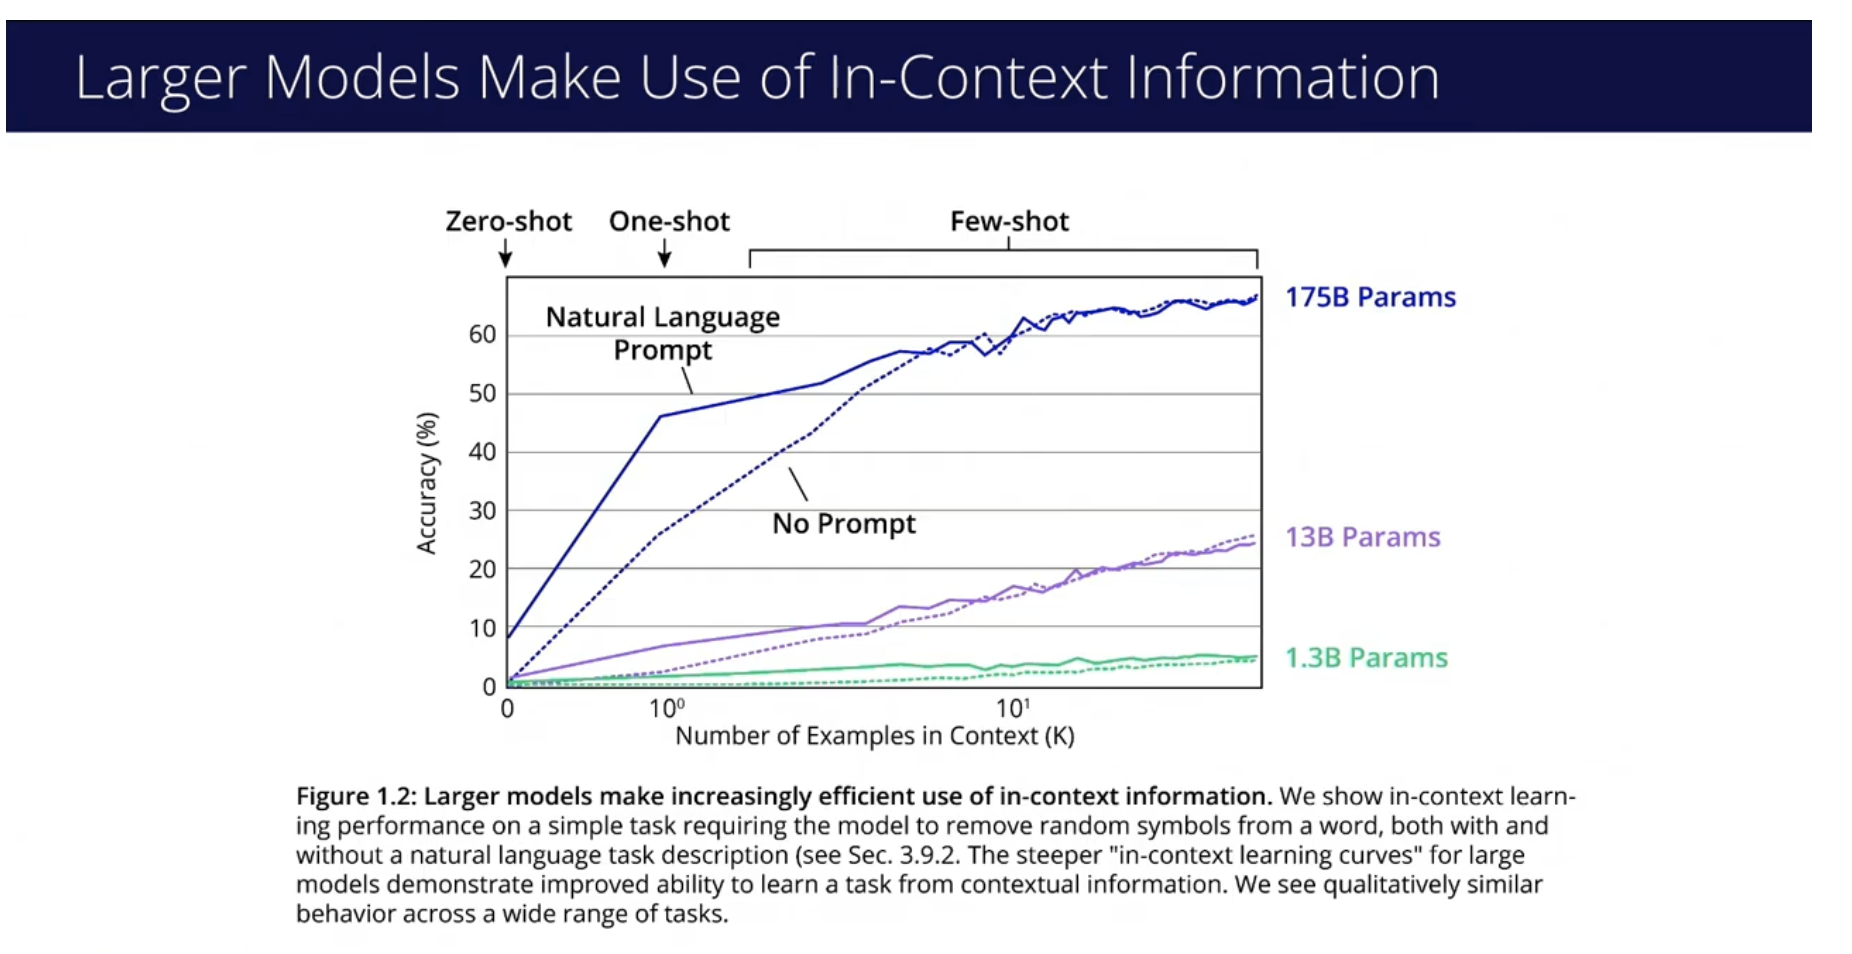 Larger Models Make Use of In-Context Information
Zero-shot One-shot Few-shot
175B Params
Natural Language
Prompt
60
50
40
Accuracy (%)
30
No Prompt
13B Params
20
10
1.3B Params
0
0 10⁰ 10¹
Number of Examples in Context (K)
Figure 1.2: Larger models make increasingly efficient use of in-context information. We show in-context learn-
ing performance on a simple task requiring the model to remove random symbols from a word, both with and
without a natural language task description (see Sec. 3.9.2. The steeper "in-context learning curves" for large
models demonstrate improved ability to learn a task from contextual information. We see qualitatively similar
behavior across a wide range of tasks.